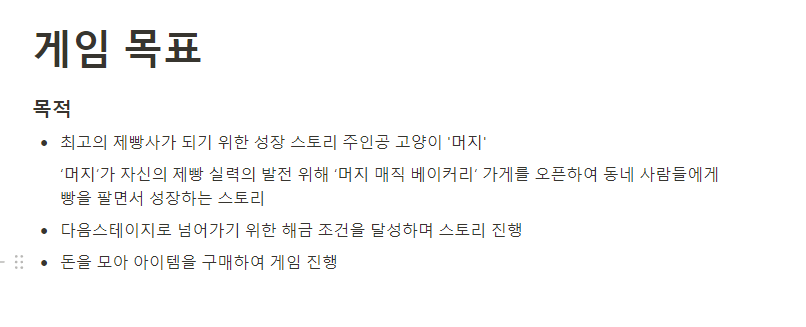 게임 목표
목적
• 최고의 제빵사가 되기 위한 성장 스토리 주인공 고양이 '머지'
‘머지’가 자신의 제빵 실력의 발전 위해 ‘머지 매직 베이커리’ 가게를 오픈하여 동네 사람들에게
빵을 팔면서 성장하는 스토리
• 다음스테이지로 넘어가기 위한 해금 조건을 달성하며 스토리 진행
• 돈을 모아 아이템을 구매하여 게임 진행